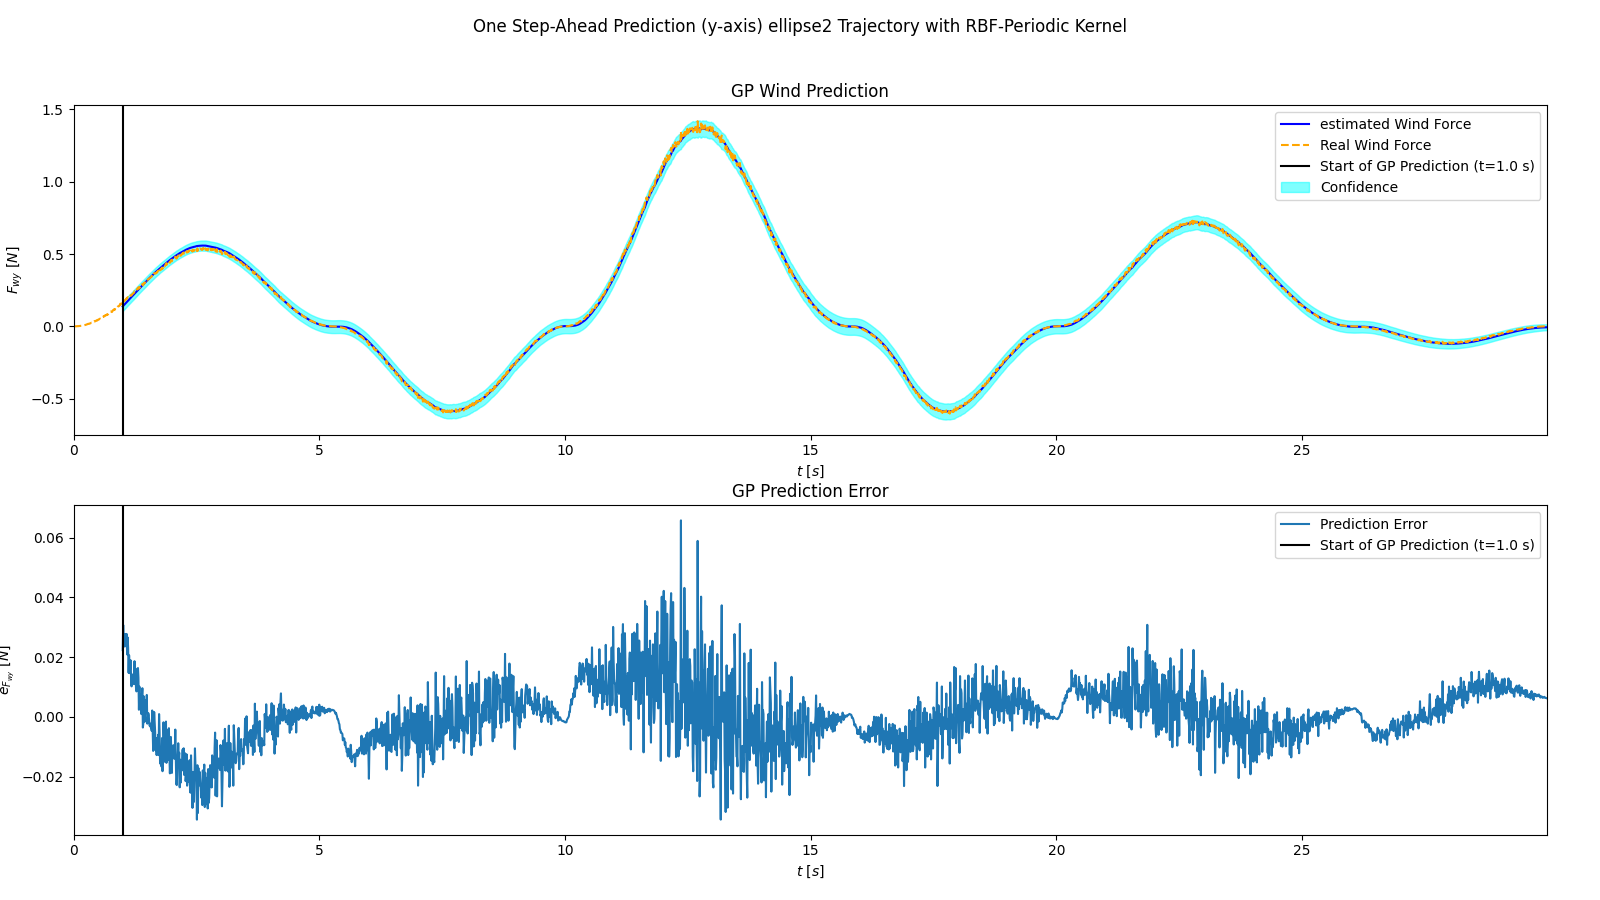 One Step-Ahead Prediction (y-axis) ellipse2 Trajectory with RBF-Periodic Kernel
GP Wind Prediction
1.5
1.0
0.5
0.0
−0.5
F_wy [N]
estimated Wind Force
Real Wind Force
Start of GP Prediction (t=1.0 s)
Confidence
0 5 10 15 20 25
t [s]
GP Prediction Error
0.06
0.04
0.02
0.00
−0.02
e_F_wy [N]
Prediction Error
Start of GP Prediction (t=1.0 s)
0 5 10 15 20 25
t [s]